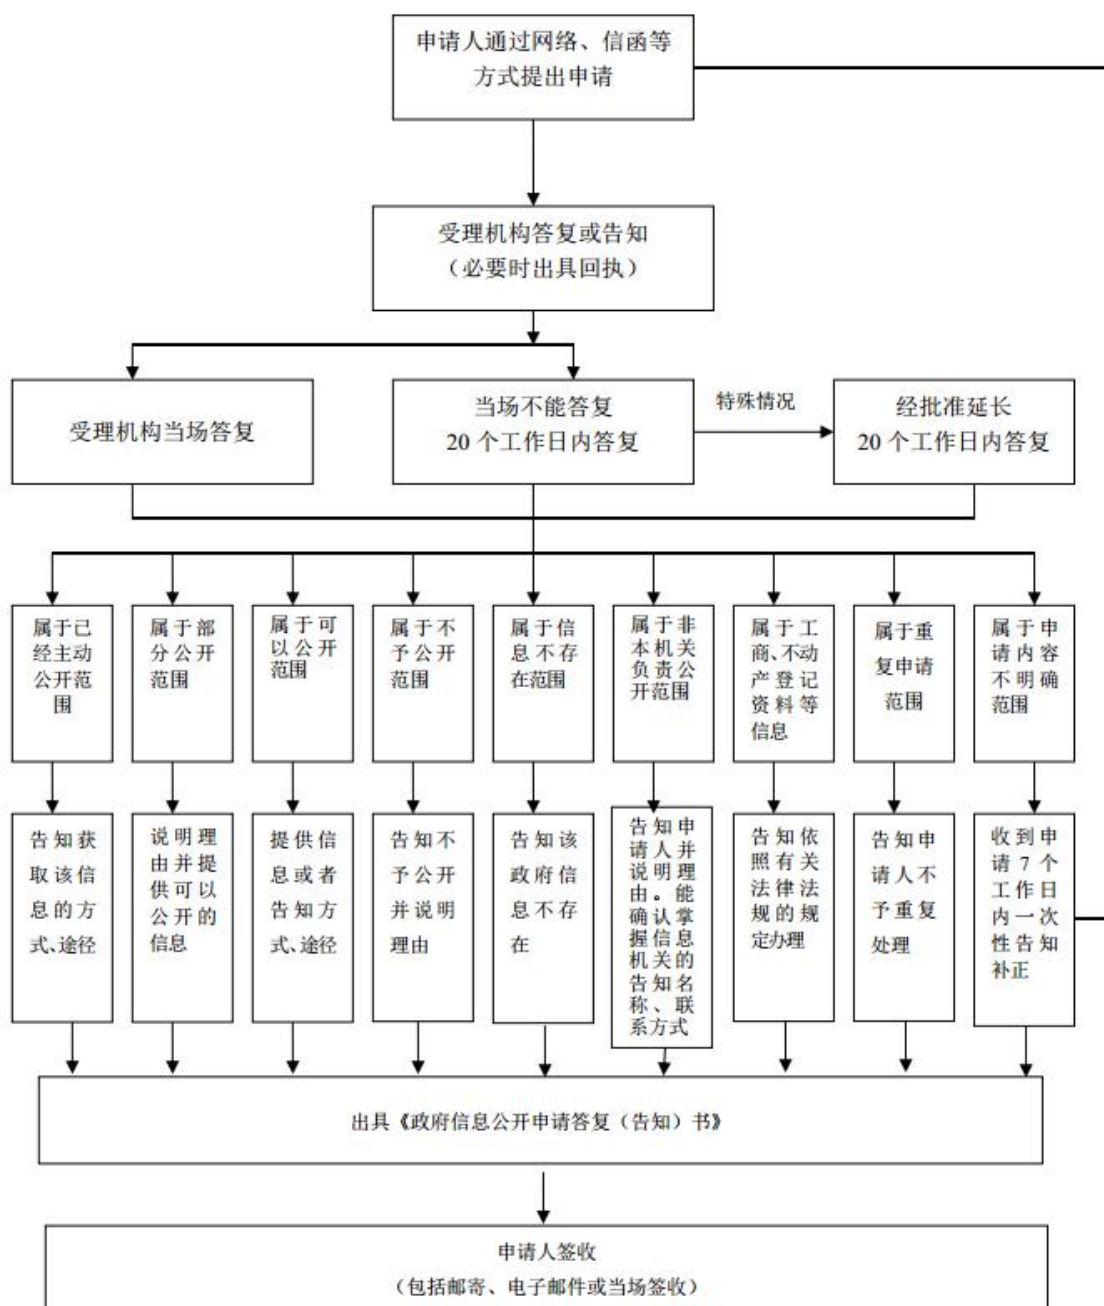 申请人通过网络、信函等
方式提出申请
受理机构答复或告知
（必要时出具回执）
受理机构当场答复
当场不能答复
20 个工作日内答复
特殊情况
经批准延长
20 个工作日内答复
属于已
经主动
公开范
围
属于部
分公开
范围
属于可
以公开
范围
属于不
予公开
范围
属于信
息不存
在范围
属于非
本机关
负责公
开范围
属于工
商、不动
产登记
资料等
信息
属于重
复申请
范围
属于申
请内容
不明确
范围
告知获
取该信
息的方
式、途径
说明理
由并提
供可以
公开的
信息
提供信
息或者
告知方
式、途径
告知不
予公开
并说明
理由
告知该
政府信
息不存
在
告知申
请人并
说明理
由。能
确认掌
握信息
机关的
告知名
称、联
系方式
告知依
照有关
法律法
规的规
定办理
告知申
请人不
予重复
处理
收到申
请 7 个
工作日
内一次
性告知
补正
出具《政府信息公开申请答复（告知）书》
申请人签收
（包括邮寄、电子邮件或当场签收）